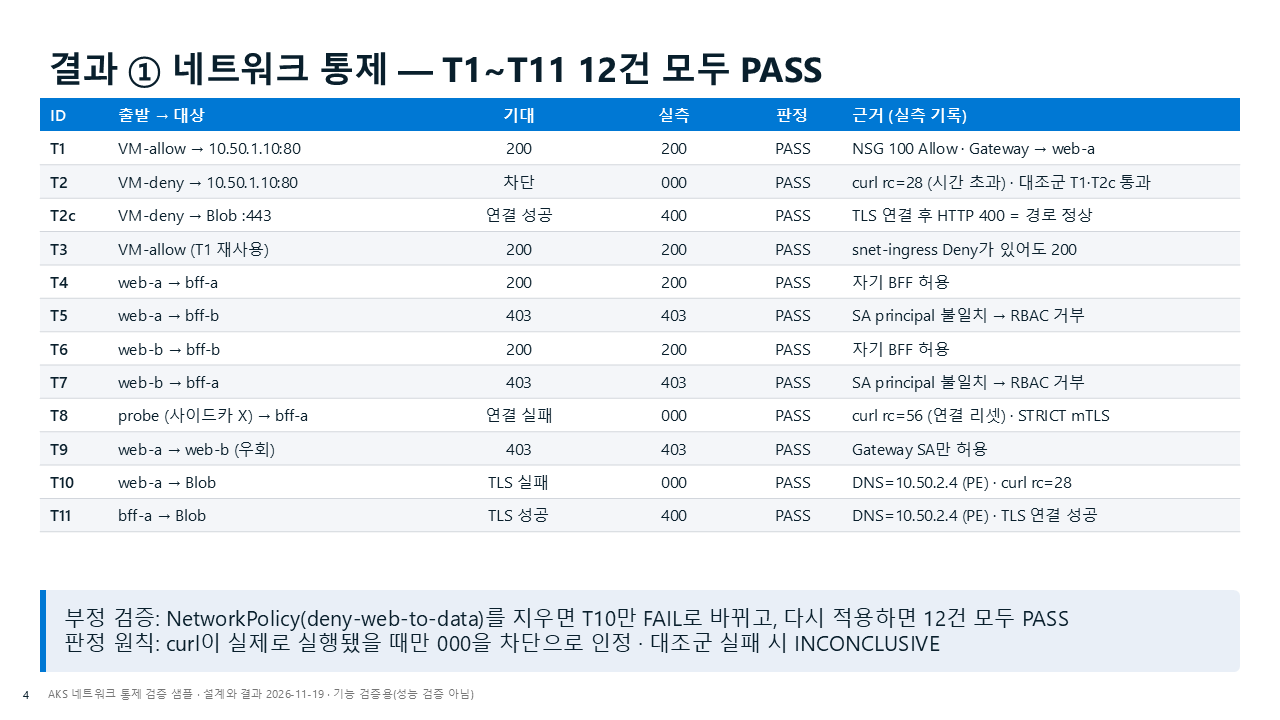 결과 ① 네트워크 통제 — T1~T11 12건 모두 PASS
ID 출발 → 대상 기대 실측 판정 근거 (실측 기록)
T1 VM-allow → 10.50.1.10:80 200 200 PASS NSG 100 Allow · Gateway → web-a
T2 VM-deny → 10.50.1.10:80 차단 000 PASS curl rc=28 (시간 초과) · 대조군 T1·T2c 통과
T2c VM-deny → Blob :443 연결 성공 400 PASS TLS 연결 후 HTTP 400 = 경로 정상
T3 VM-allow (T1 재사용) 200 200 PASS snet-ingress Deny가 있어도 200
T4 web-a → bff-a 200 200 PASS 자기 BFF 허용
T5 web-a → bff-b 403 403 PASS SA principal 불일치 → RBAC 거부
T6 web-b → bff-b 200 200 PASS 자기 BFF 허용
T7 web-b → bff-a 403 403 PASS SA principal 불일치 → RBAC 거부
T8 probe (사이드카 X) → bff-a 연결 실패 000 PASS curl rc=56 (연결 리셋) · STRICT mTLS
T9 web-a → web-b (우회) 403 403 PASS Gateway SA만 허용
T10 web-a → Blob TLS 실패 000 PASS DNS=10.50.2.4 (PE) · curl rc=28
T11 bff-a → Blob TLS 성공 400 PASS DNS=10.50.2.4 (PE) · TLS 연결 성공
부정 검증: NetworkPolicy(deny-web-to-data)를 지우면 T10만 FAIL로 바뀌고, 다시 적용하면 12건 모두 PASS
판정 원칙: curl이 실제로 실행됐을 때만 000을 차단으로 인정 · 대조군 실패 시 INCONCLUSIVE
4 AKS 네트워크 통제 검증 샘플 · 설계와 결과 2026-11-19 · 기능 검증용(성능 검증 아님)